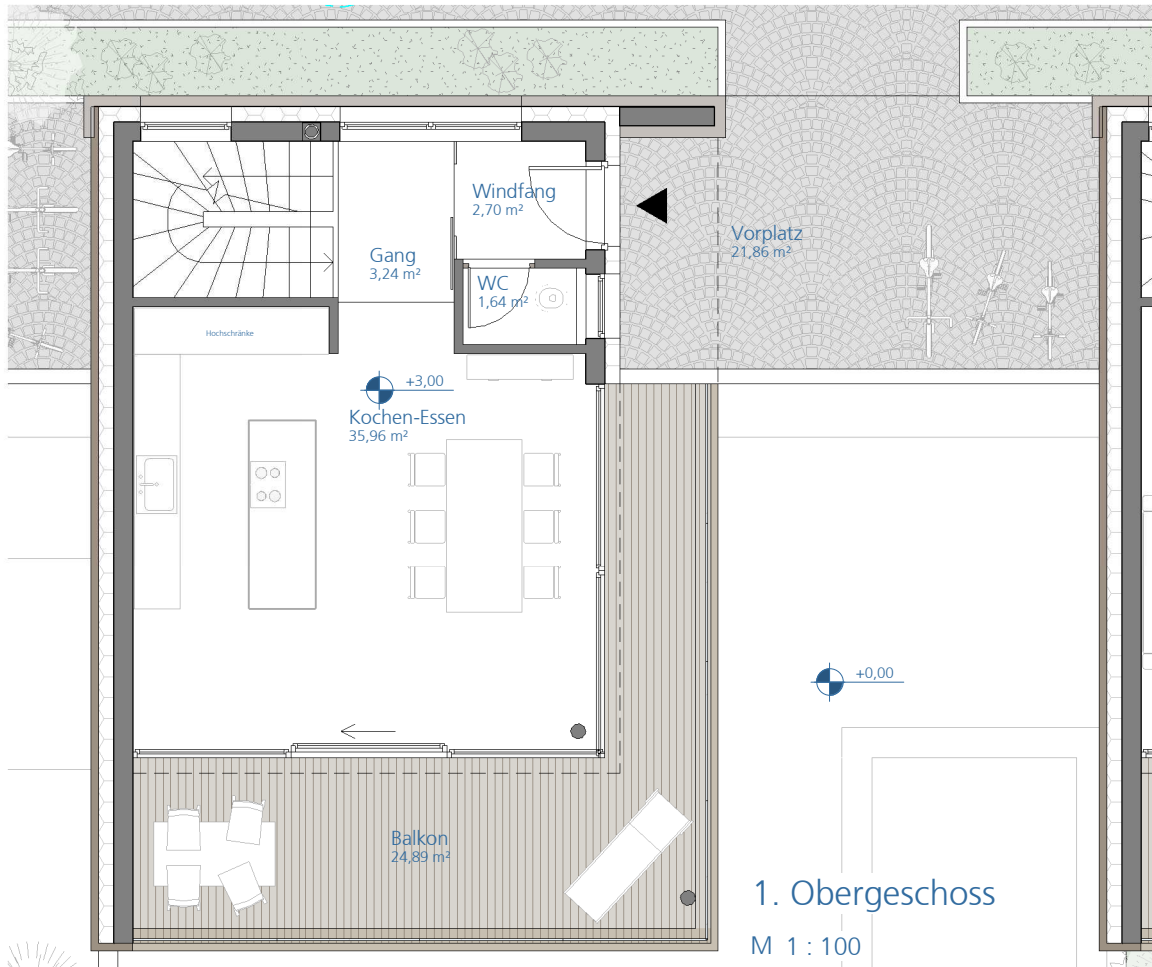 Windfang
2,70 m²
Vorplatz
21,86 m²
Gang
3,24 m²
WC
1,64 m²
Hochschränke
+3,00
Kochen-Essen
35,96 m²
+0,00
Balkon
24,89 m²
1. Obergeschoss
M 1 : 100